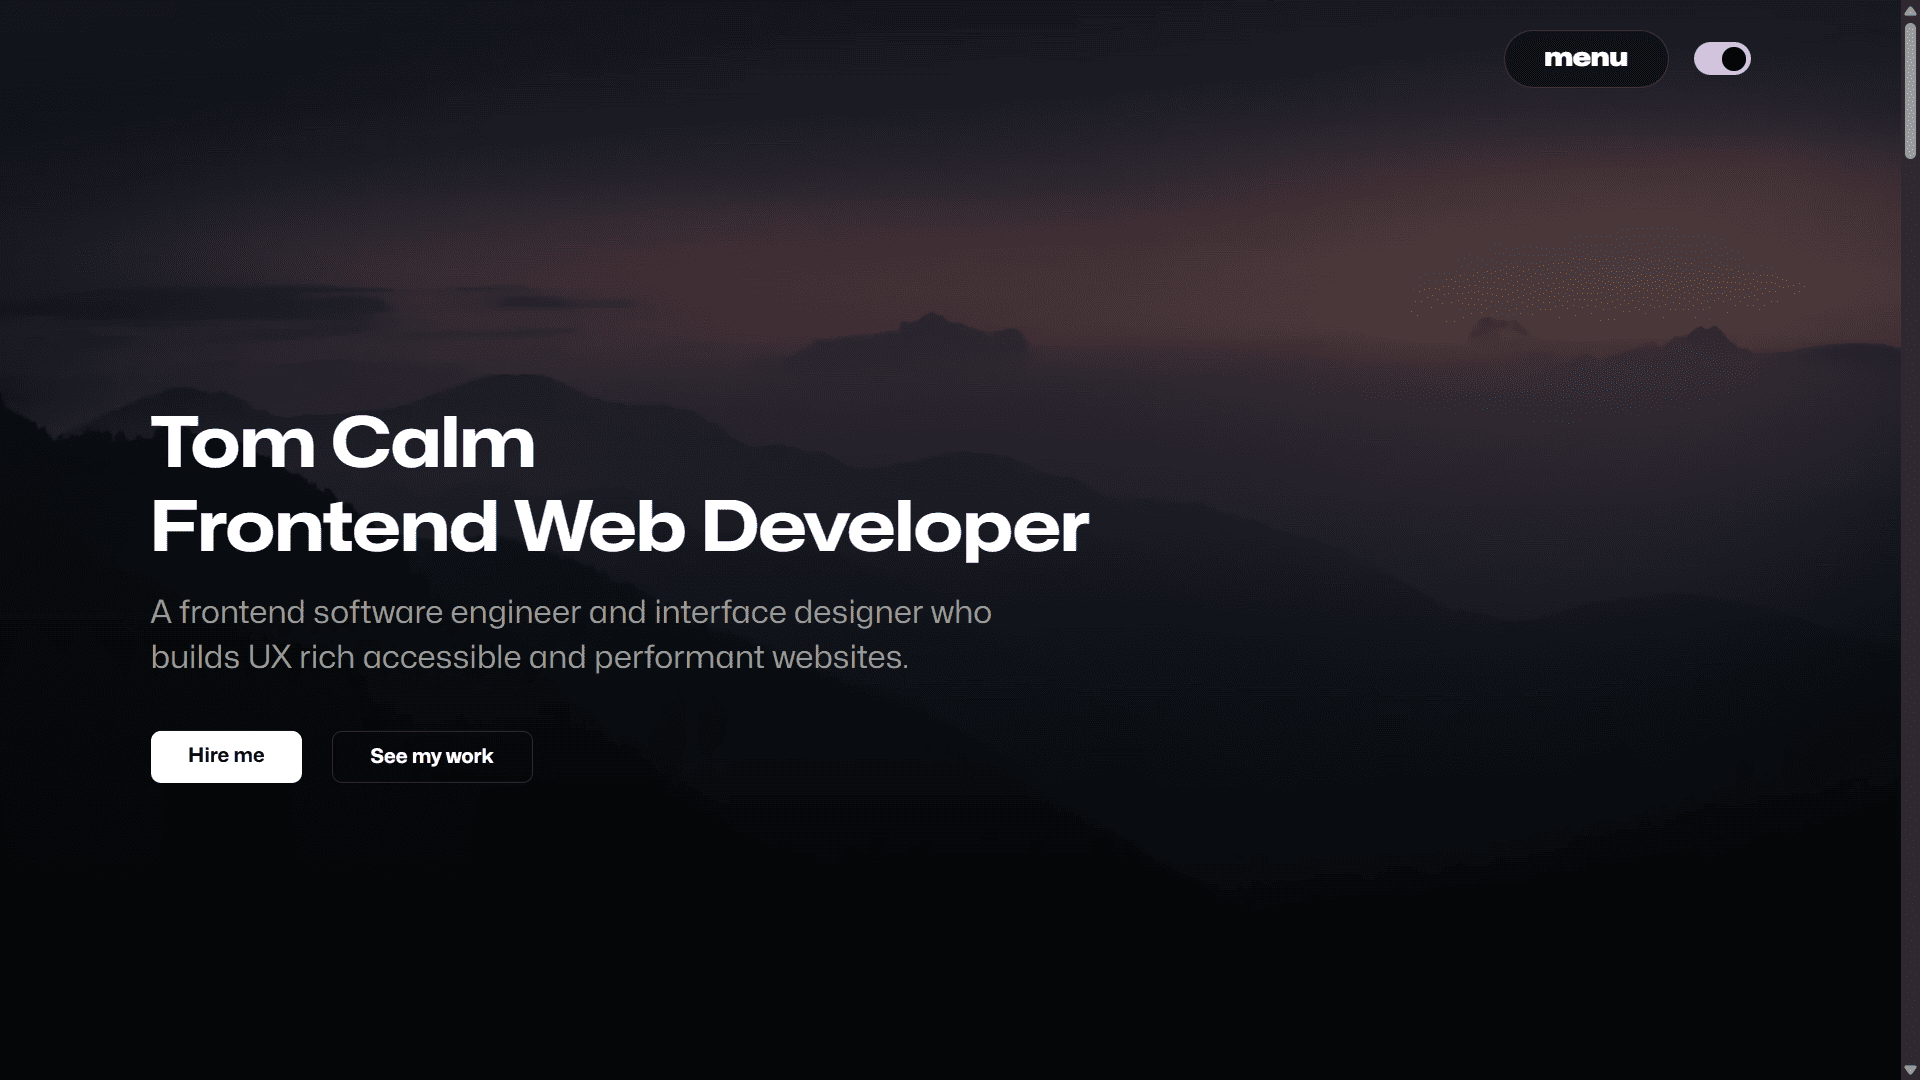 menu
Tom Calm
Frontend Web Developer
A frontend software engineer and interface designer who
builds UX rich accessible and performant websites.
Hire me
See my work